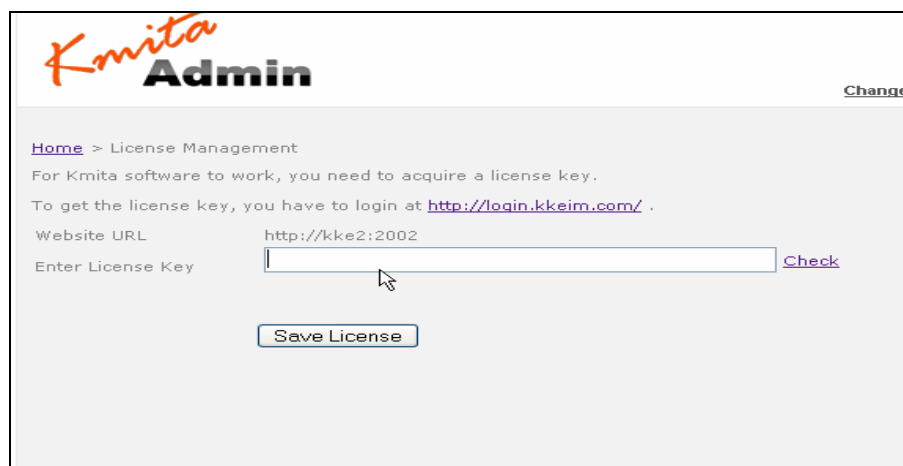 Kmita
Admin
Change
Home > License Management
For Kmita software to work, you need to acquire a license key.
To get the license key, you have to login at http://login.kkeim.com/ .
Website URL http://kke2:2002
Enter License Key Check
Save License